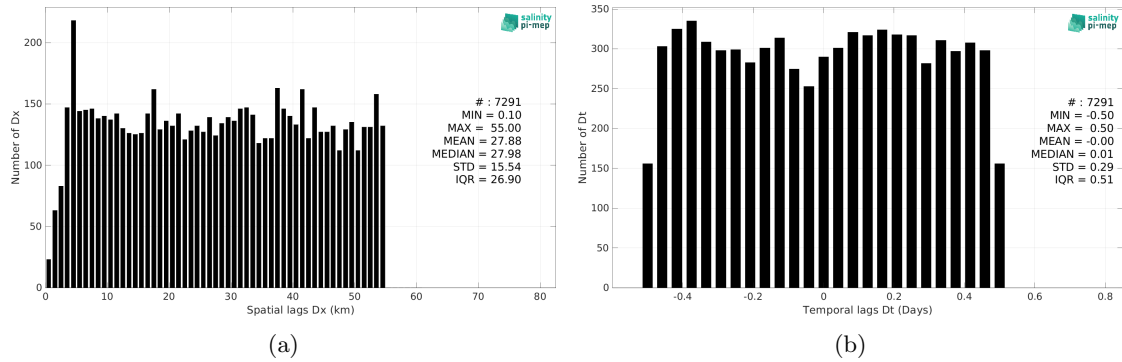 salinity
pi-mep
200
150
100
50
0
Number of Dx
# : 7291
MIN = 0.10
MAX = 55.00
MEAN = 27.88
MEDIAN = 27.98
STD = 15.54
IQR = 26.90
0 10 20 30 40 50 60 70 80
Spatial lags Dx (km)
(a)
salinity
pi-mep
350
300
250
200
150
100
50
0
Number of Dt
# : 7291
MIN = -0.50
MAX = 0.50
MEAN = -0.00
MEDIAN = 0.01
STD = 0.29
IQR = 0.51
-0.4 -0.2 0 0.2 0.4 0.6 0.8
Temporal lags Dt (Days)
(b)